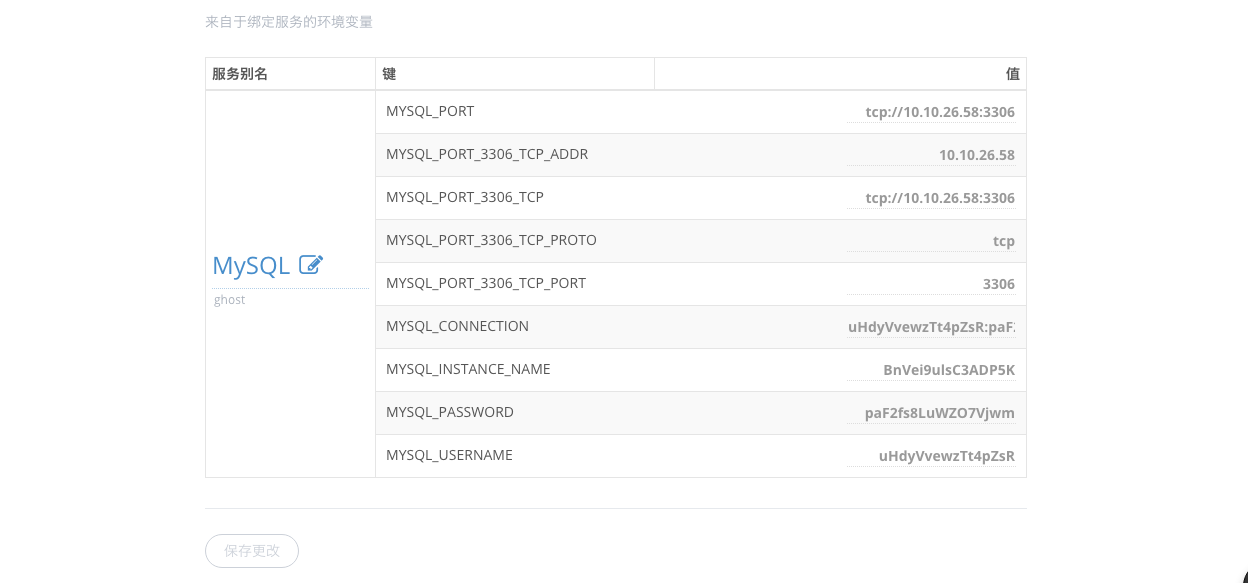 来自于绑定服务的环境变量
服务别名 键 值
MYSQL_PORT tcp://10.10.26.58:3306
MYSQL_PORT_3306_TCP_ADDR 10.10.26.58
MYSQL_PORT_3306_TCP tcp://10.10.26.58:3306
MYSQL_PORT_3306_TCP_PROTO tcp
MySQL
ghost
MYSQL_PORT_3306_TCP_PORT 3306
MYSQL_CONNECTION uHdyVvewzTt4pZsR:paF
MYSQL_INSTANCE_NAME BnVei9ulsC3ADP5K
MYSQL_PASSWORD paF2fs8LuWZO7Vjwm
MYSQL_USERNAME uHdyVvewzTt4pZsR
保存更改